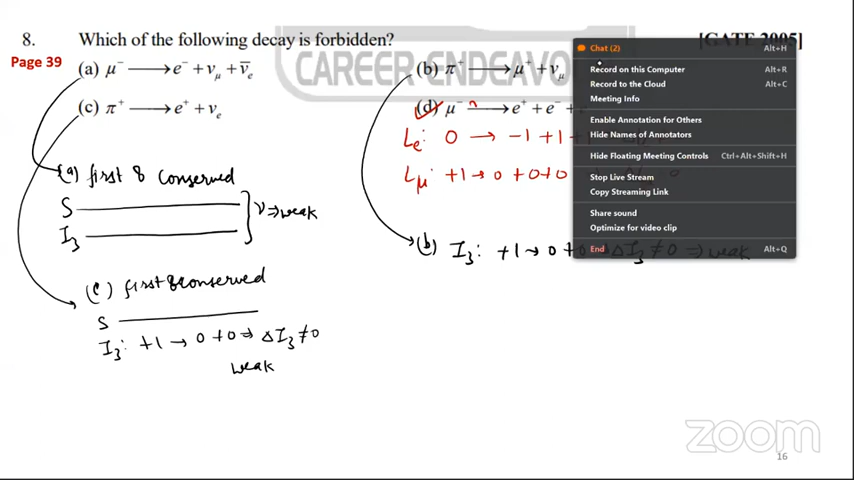 8. Which of the following decay is forbidden? [GATE 2005]
CAREER ENDEAVOUR
Page 39
(a) μ⁻ ⟶ e⁻ + ν_μ + ν̅_e
(b) π⁺ ⟶ μ⁺ + ν_μ
(c) π⁺ ⟶ e⁺ + ν_e
(d) μ⁻ ⟶ e⁺ + e⁻ +
L_e: 0 → -1 + 1 +
L_μ: +1 → 0 + 0 + 0
(a) first 8 conserved
S
I₃
ν ⇒ weak
(b) I₃: +1 → 0 + 0 ΔI₃ ≠ 0 ⇒ weak
(c) first 8 conserved
S
I₃: +1 → 0 + 0 ⇒ ΔI₃ ≠ 0
weak
Chat (2) Alt+H
Record on this Computer Alt+R
Record to the Cloud Alt+C
Meeting Info
Enable Annotation for Others
Hide Names of Annotators
Hide Floating Meeting Controls Ctrl+Alt+Shift+H
Stop Live Stream
Copy Streaming Link
Share sound
Optimize for video clip
End Alt+Q
zoom
16